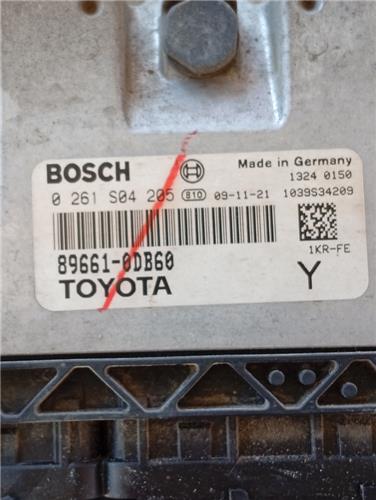 BOSCH Made in Germany
1324 0150
0 261 S04 205 810 09-11-21 1039S34209
1KR-FE
89661-0DB60
TOYOTA Y